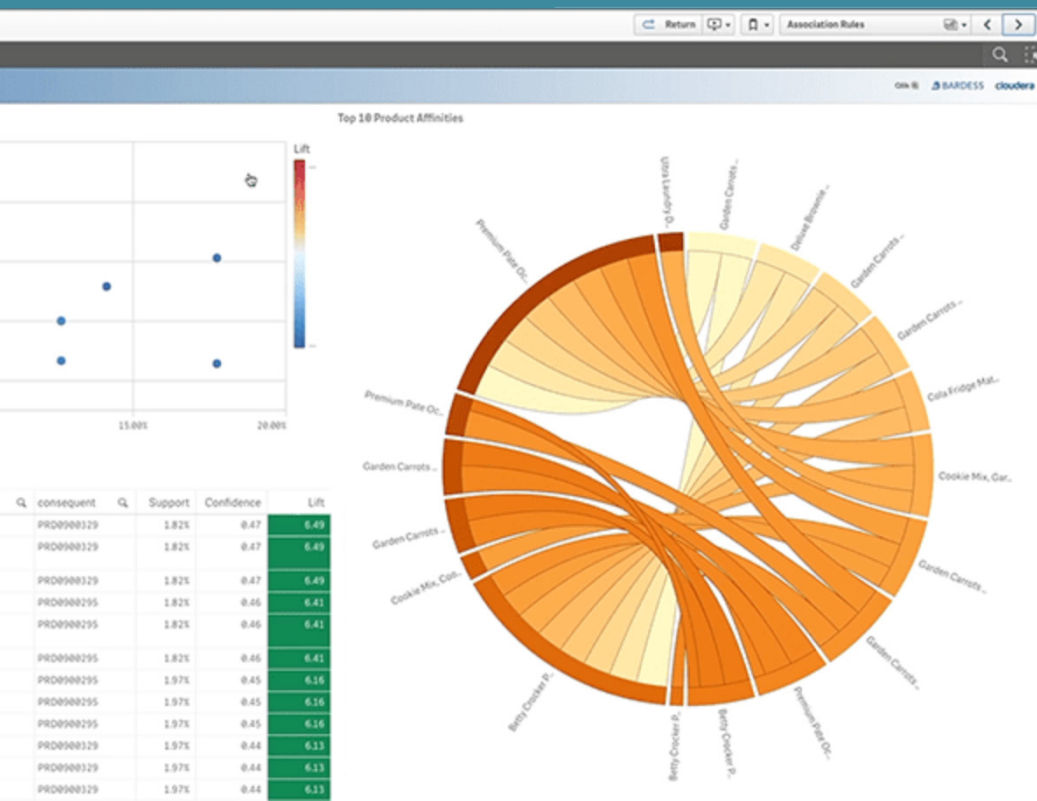 Return
Association Rules
Qlik
BARDESS
cloudera
Top 10 Product Affinities
Lift
15.00%
20.00%
Ultra Laundry D..
Garden Carrots ..
Deluxe Brownie ..
Garden Carrots ..
Garden Carrots ..
Cola Fridge Mat..
Cookie Mix, Gar..
Garden Carrots ..
Garden Carrots ..
Premium Pate Oc..
Betty Crocker P..
Betty Crocker P..
Betty Crocker P..
Cookie Mix, Coo..
Garden Carrots ..
Garden Carrots ..
Premium Pate Oc..
Premium Pate Oc..
consequent Support Confidence Lift
PRD0900329 1.82% 0.47 6.49
PRD0900329 1.82% 0.47 6.49
PRD0900329 1.82% 0.47 6.49
PRD0900295 1.82% 0.46 6.41
PRD0900295 1.82% 0.46 6.41
PRD0900295 1.82% 0.46 6.41
PRD0900295 1.97% 0.45 6.16
PRD0900295 1.97% 0.45 6.16
PRD0900295 1.97% 0.45 6.16
PRD0900329 1.97% 0.44 6.13
PRD0900329 1.97% 0.44 6.13
PRD0900329 1.97% 0.44 6.13